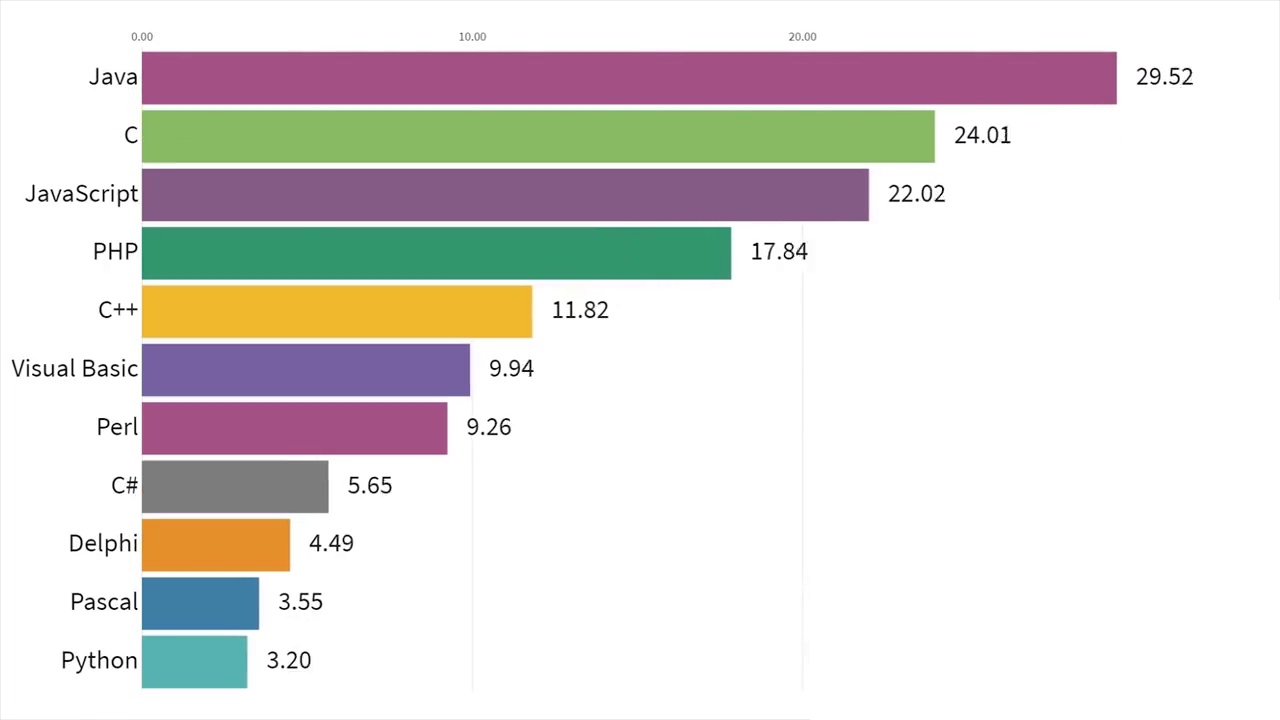 0.00 10.00 20.00
Java 29.52
C 24.01
JavaScript 22.02
PHP 17.84
C++ 11.82
Visual Basic 9.94
Perl 9.26
C# 5.65
Delphi 4.49
Pascal 3.55
Python 3.20